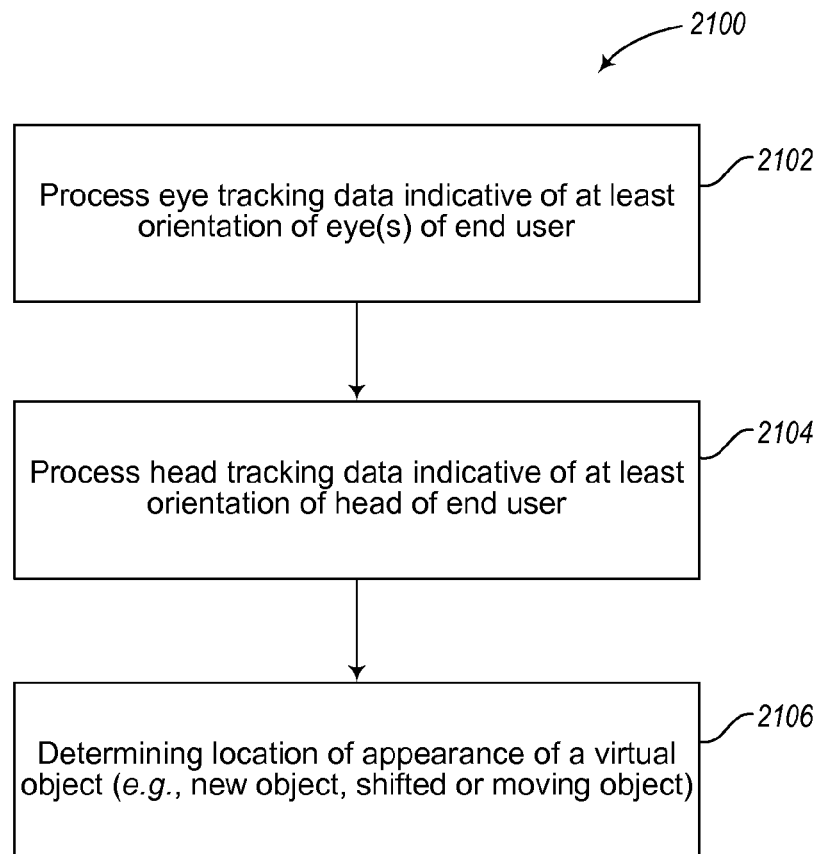 2100
2102
Process eye tracking data indicative of at least
orientation of eye(s) of end user
2104
Process head tracking data indicative of at least
orientation of head of end user
2106
Determining location of appearance of a virtual
object (e.g., new object, shifted or moving object)